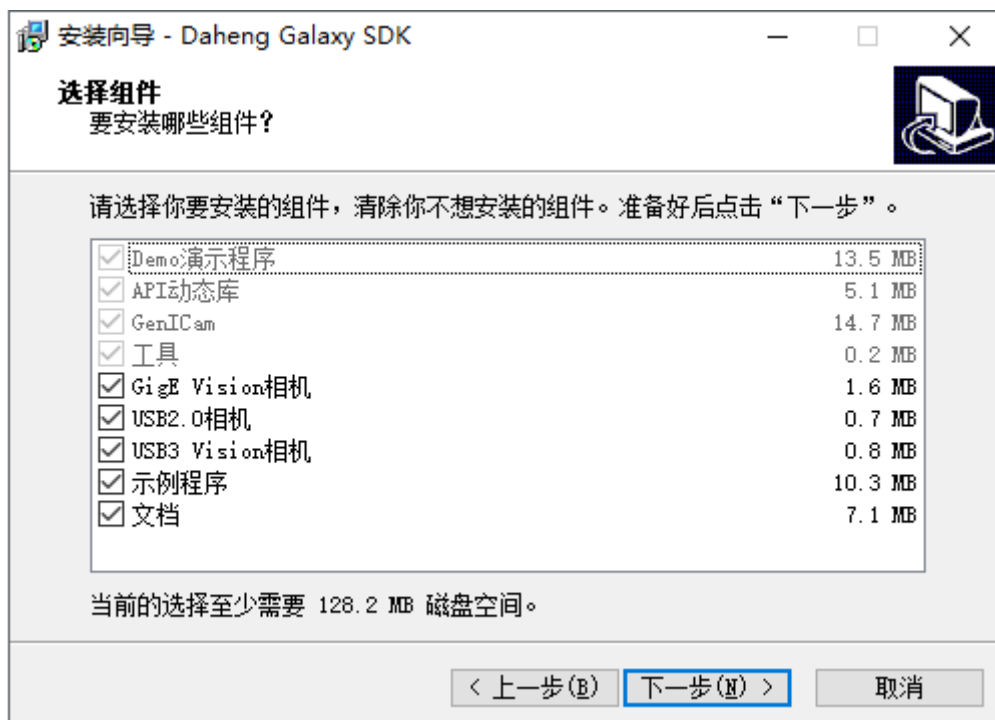 安装向导 - Daheng Galaxy SDK
选择组件
要安装哪些组件?
请选择你要安装的组件，清除你不想安装的组件。准备好后点击“下一步”。
Demo演示程序 13.5 MB
API动态库 5.1 MB
GenICam 14.7 MB
工具 0.2 MB
GigE Vision相机 1.6 MB
USB2.0相机 0.7 MB
USB3 Vision相机 0.8 MB
示例程序 10.3 MB
文档 7.1 MB
当前的选择至少需要 128.2 MB 磁盘空间。
< 上一步(B) 下一步(N) > 取消